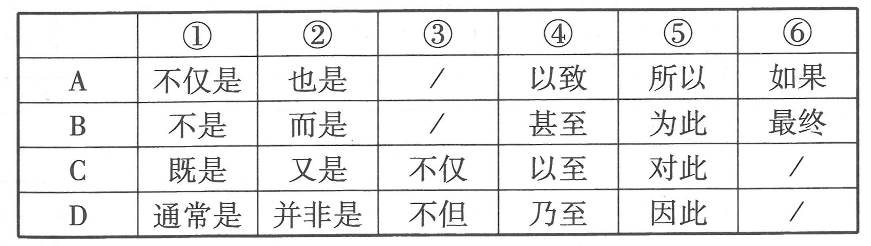 ① ② ③ ④ ⑤ ⑥
A 不仅是 也是 / 以致 所以 如果
B 不是 而是 / 甚至 为此 最终
C 既是 又是 不仅 以至 对此 /
D 通常是 并非是 不但 乃至 因此 /